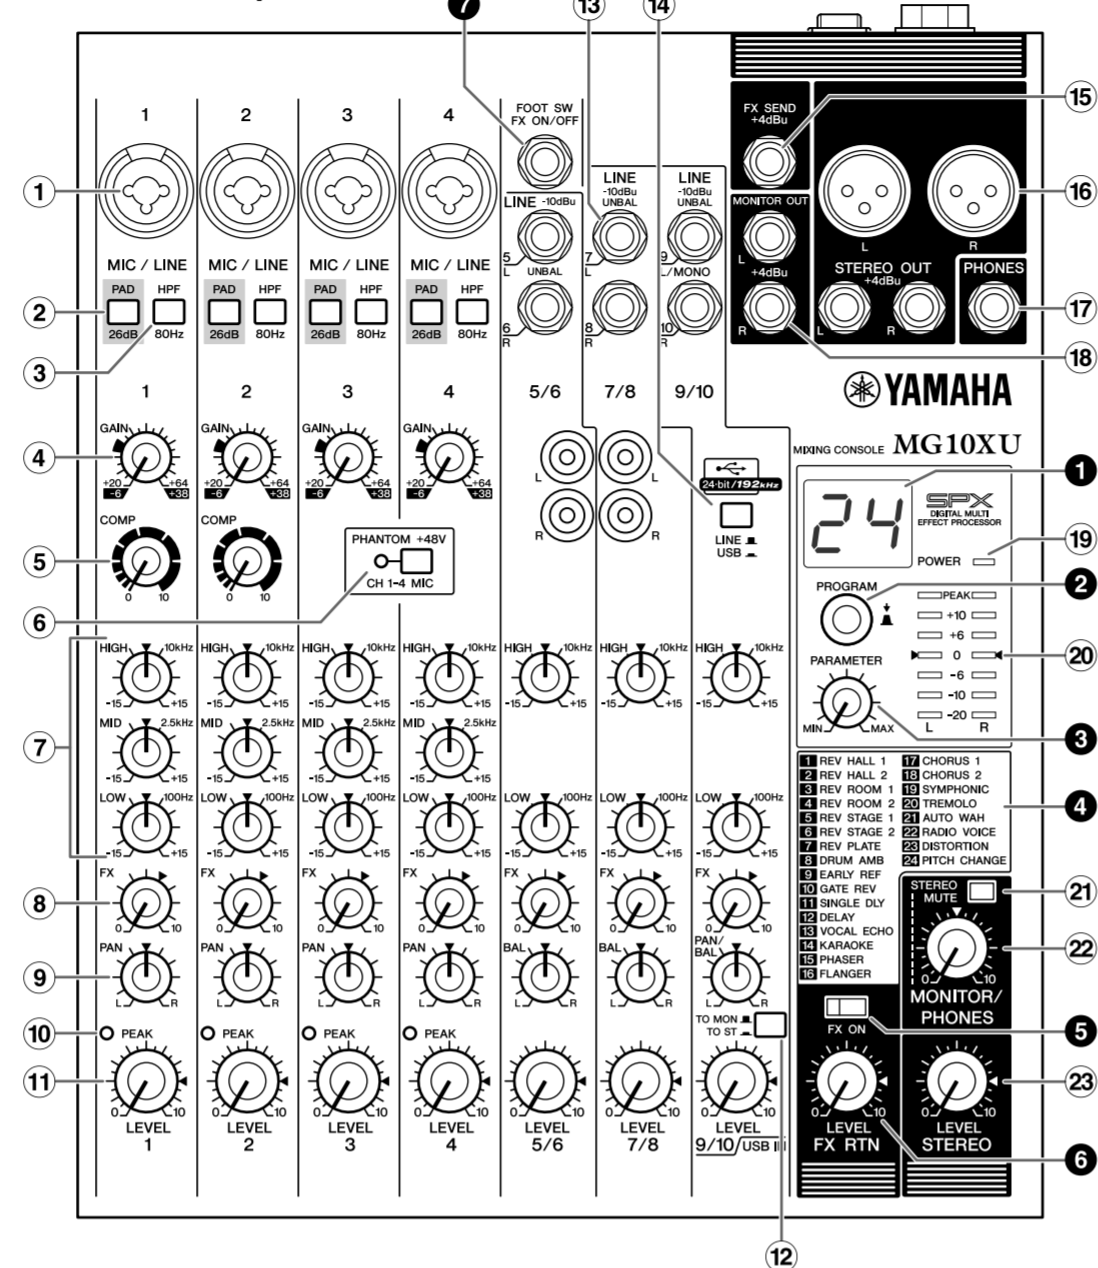 7 13 14
1 2 3 4
FOOT SW
FX ON/OFF
FX SEND
+4dBu
15
1
LINE -10dBu
LINE
-10dBu
UNBAL
LINE
-10dBu
UNBAL
MONITOR OUT
16
5
L
UNBAL
7
L
9
L/MONO
L
+4dBu
L
R
MIC / LINE MIC / LINE MIC / LINE MIC / LINE
STEREO OUT
+4dBu
PHONES
2
PAD HPF PAD HPF PAD HPF PAD HPF
26dB 80Hz 26dB 80Hz 26dB 80Hz 26dB 80Hz
6
R
8
R
10
R
R
L
R
17
3
18
1 2 3 4 5/6 7/8 9/10
YAMAHA
MIXING CONSOLE MG10XU
4
GAIN GAIN GAIN GAIN
+20 +64 +20 +64 +20 +64 +20 +64
-6 +38 -6 +38 -6 +38 -6 +38
L L
R R
24-bit/192kHz
LINE
USB
24
SPX
DIGITAL MULTI
EFFECT PROCESSOR
1
POWER
19
5
COMP COMP
0 10 0 10
PHANTOM +48V
CH 1-4 MIC
6
PROGRAM
2
PEAK
+10
+6
0
-6
-10
-20
L R
20
PARAMETER
MIN MAX
3
7
HIGH 10kHz HIGH 10kHz HIGH 10kHz HIGH 10kHz HIGH 10kHz HIGH 10kHz HIGH 10kHz
-15 +15 -15 +15 -15 +15 -15 +15 -15 +15 -15 +15 -15 +15
MID 2.5kHz MID 2.5kHz MID 2.5kHz MID 2.5kHz
-15 +15 -15 +15 -15 +15 -15 +15
LOW 100Hz LOW 100Hz LOW 100Hz LOW 100Hz LOW 100Hz LOW 100Hz LOW 100Hz
-15 +15 -15 +15 -15 +15 -15 +15 -15 +15 -15 +15 -15 +15
1 REV HALL 1 17 CHORUS 1
2 REV HALL 2 18 CHORUS 2
3 REV ROOM 1 19 SYMPHONIC
4 REV ROOM 2 20 TREMOLO
5 REV STAGE 1 21 AUTO WAH
6 REV STAGE 2 22 RADIO VOICE
7 REV PLATE 23 DISTORTION
8 DRUM AMB 24 PITCH CHANGE
9 EARLY REF
10 GATE REV
11 SINGLE DLY
12 DELAY
13 VOCAL ECHO
14 KARAOKE
15 PHASER
16 FLANGER
4
8
FX FX FX FX FX FX FX
0 10 0 10 0 10 0 10 0 10 0 10 0 10
STEREO
MUTE
21
9
PAN PAN PAN PAN BAL BAL PAN/
BAL
L R L R L R L R L R L R L R
0 10
22
MONITOR/
PHONES
10
PEAK PEAK PEAK PEAK
TO MON
TO ST
FX ON
5
11
0 10 0 10 0 10 0 10 0 10 0 10 0 10 0 10 0 10
23
LEVEL LEVEL LEVEL LEVEL LEVEL LEVEL LEVEL LEVEL LEVEL
1 2 3 4 5/6 7/8 9/10 USB IN FX RTN STEREO
6
12